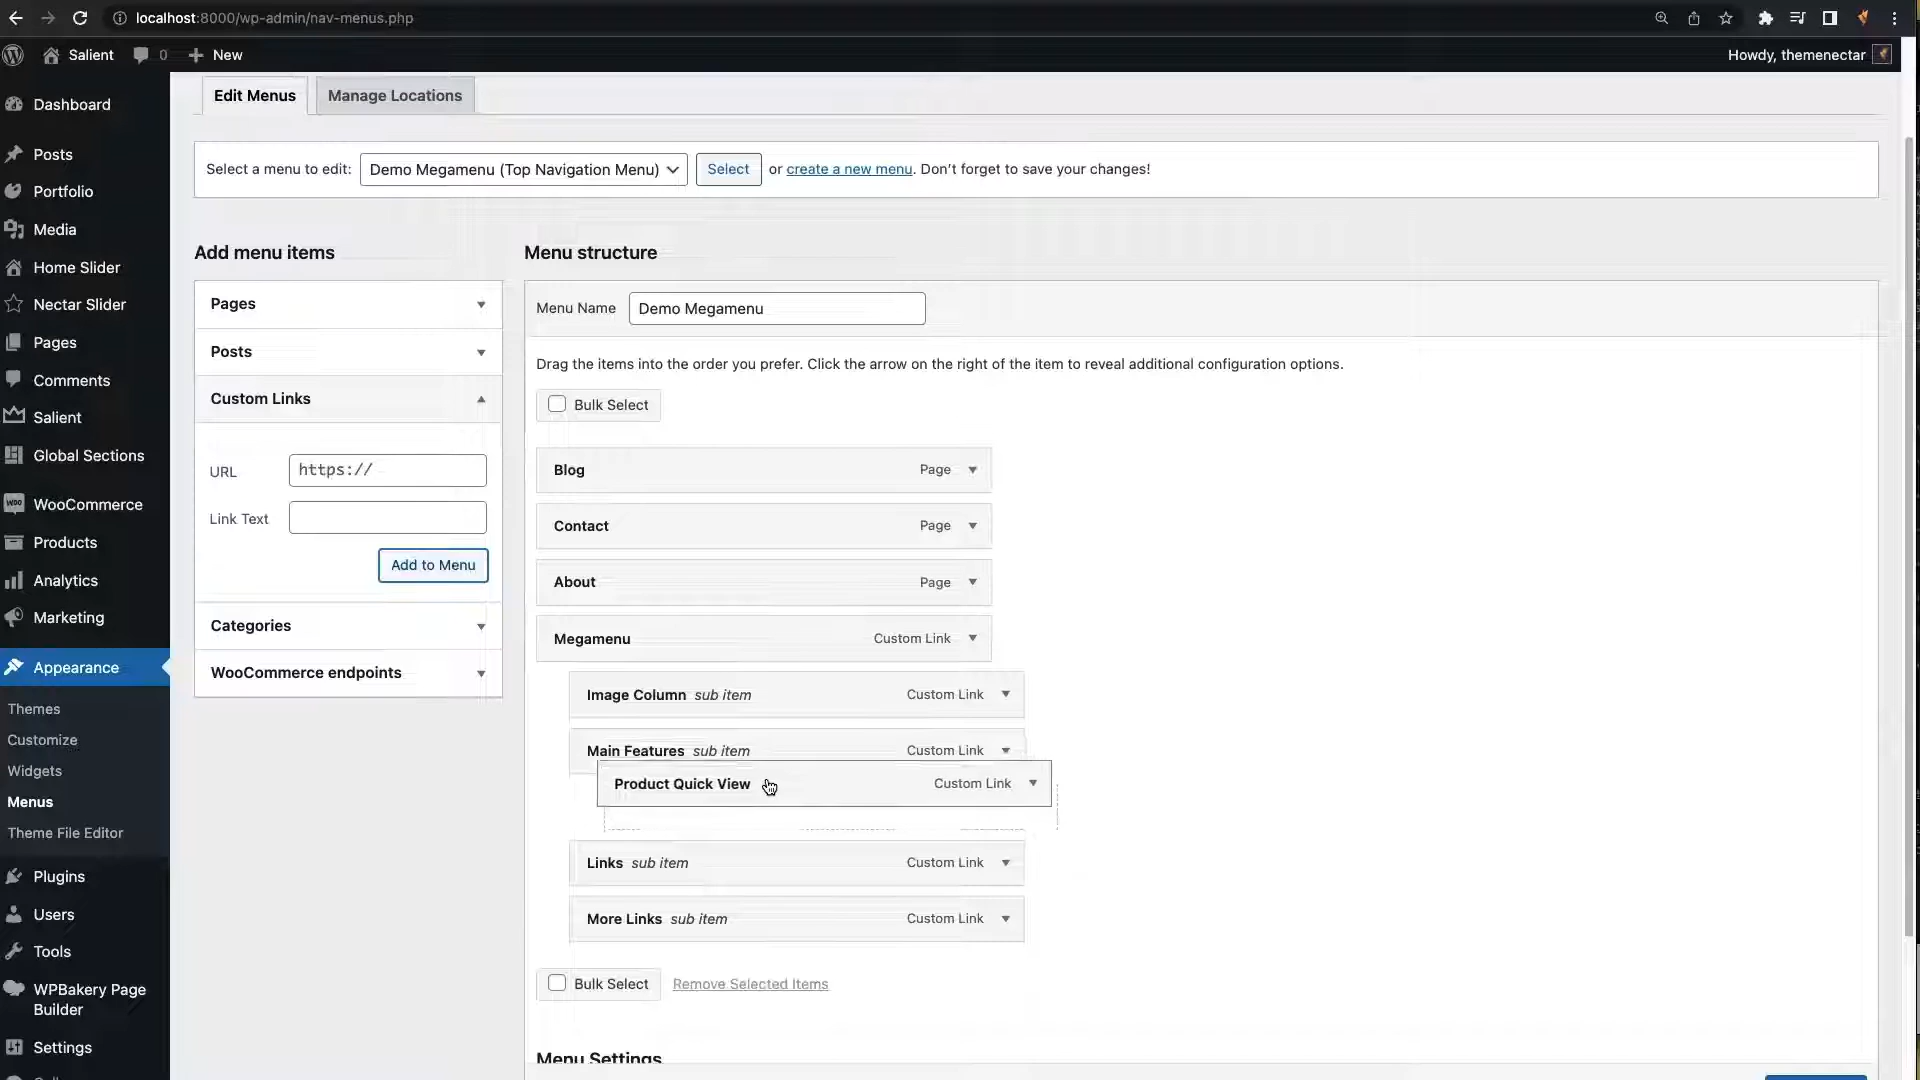 localhost:8000/wp-admin/nav-menus.php
Salient
0
New
Howdy, themenectar
Dashboard
Posts
Portfolio
Media
Home Slider
Nectar Slider
Pages
Comments
Salient
Global Sections
WooCommerce
Products
Analytics
Marketing
Appearance
Themes
Customize
Widgets
Menus
Theme File Editor
Plugins
Users
Tools
WPBakery Page
Builder
Settings
Edit Menus
Manage Locations
Select a menu to edit: Demo Megamenu (Top Navigation Menu) Select or create a new menu. Don't forget to save your changes!
Add menu items
Pages
Posts
Custom Links
URL https://
Link Text
Add to Menu
Categories
WooCommerce endpoints
Menu structure
Menu Name Demo Megamenu
Drag the items into the order you prefer. Click the arrow on the right of the item to reveal additional configuration options.
Bulk Select
Blog Page
Contact Page
About Page
Megamenu Custom Link
Image Column sub item Custom Link
Main Features sub item Custom Link
Product Quick View Custom Link
Links sub item Custom Link
More Links sub item Custom Link
Bulk Select Remove Selected Items
Menu Settings